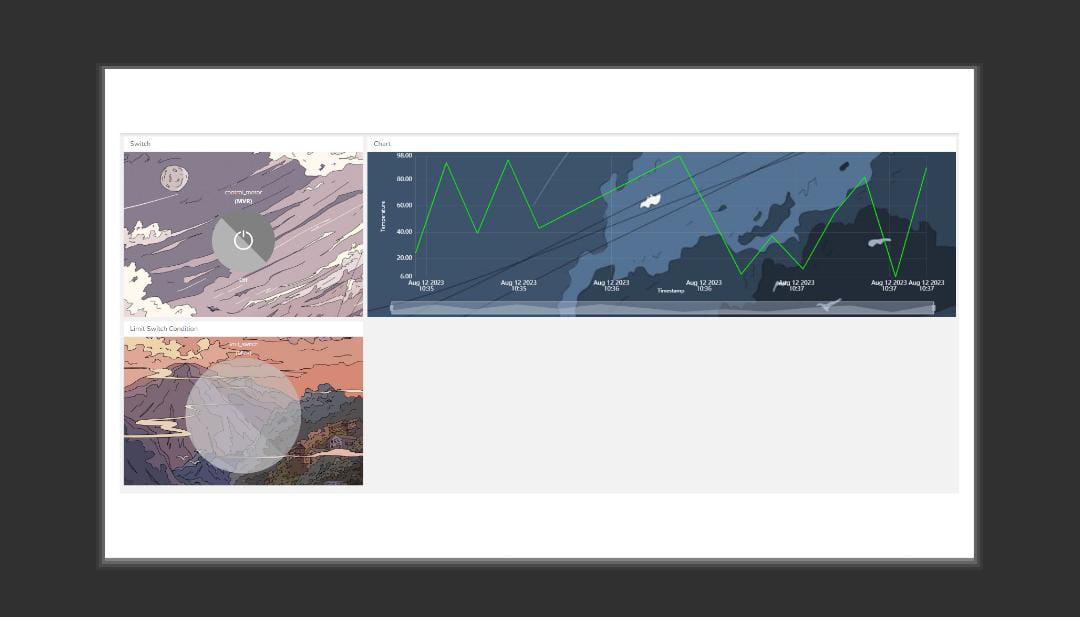 Switch
control_motor
(MVR)
Off
Chart
98.00
80.00
60.00
40.00
20.00
6.00
Temperature
Aug 12 2023
10:35
Aug 12 2023
10:35
Aug 12 2023
10:36
Aug 12 2023
10:36
Aug 12 2023
10:37
Aug 12 2023
10:37
Aug 12 2023
10:37
Timestamp
Limit Switch Condition
limit_switch